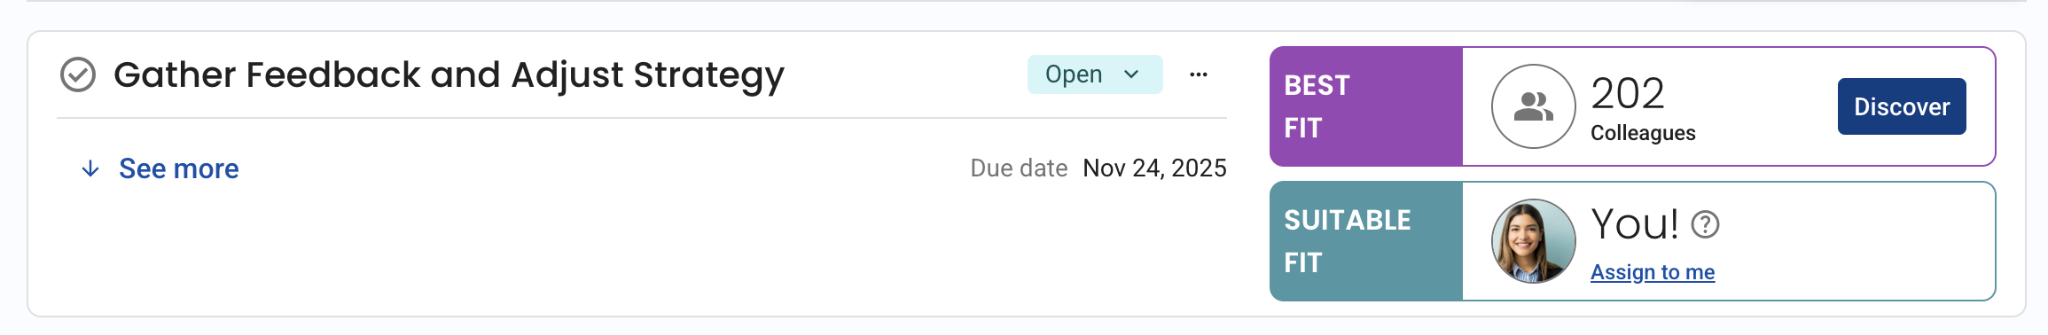 Gather Feedback and Adjust Strategy
Open
...
See more
Due date Nov 24, 2025
BEST
FIT
202
Colleagues
Discover
SUITABLE
FIT
You!
?
Assign to me